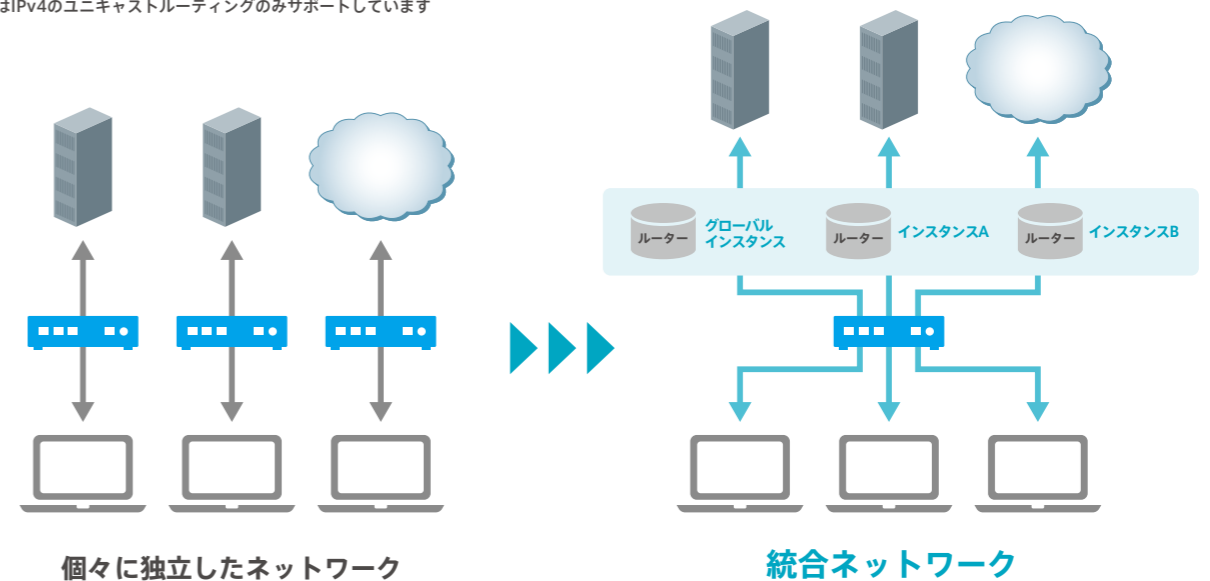 はIPv4のユニキャストルーティングのみサポートしています
ルーター
グローバル
インスタンス
ルーター
インスタンスA
ルーター
インスタンスB
個々に独立したネットワーク
統合ネットワーク